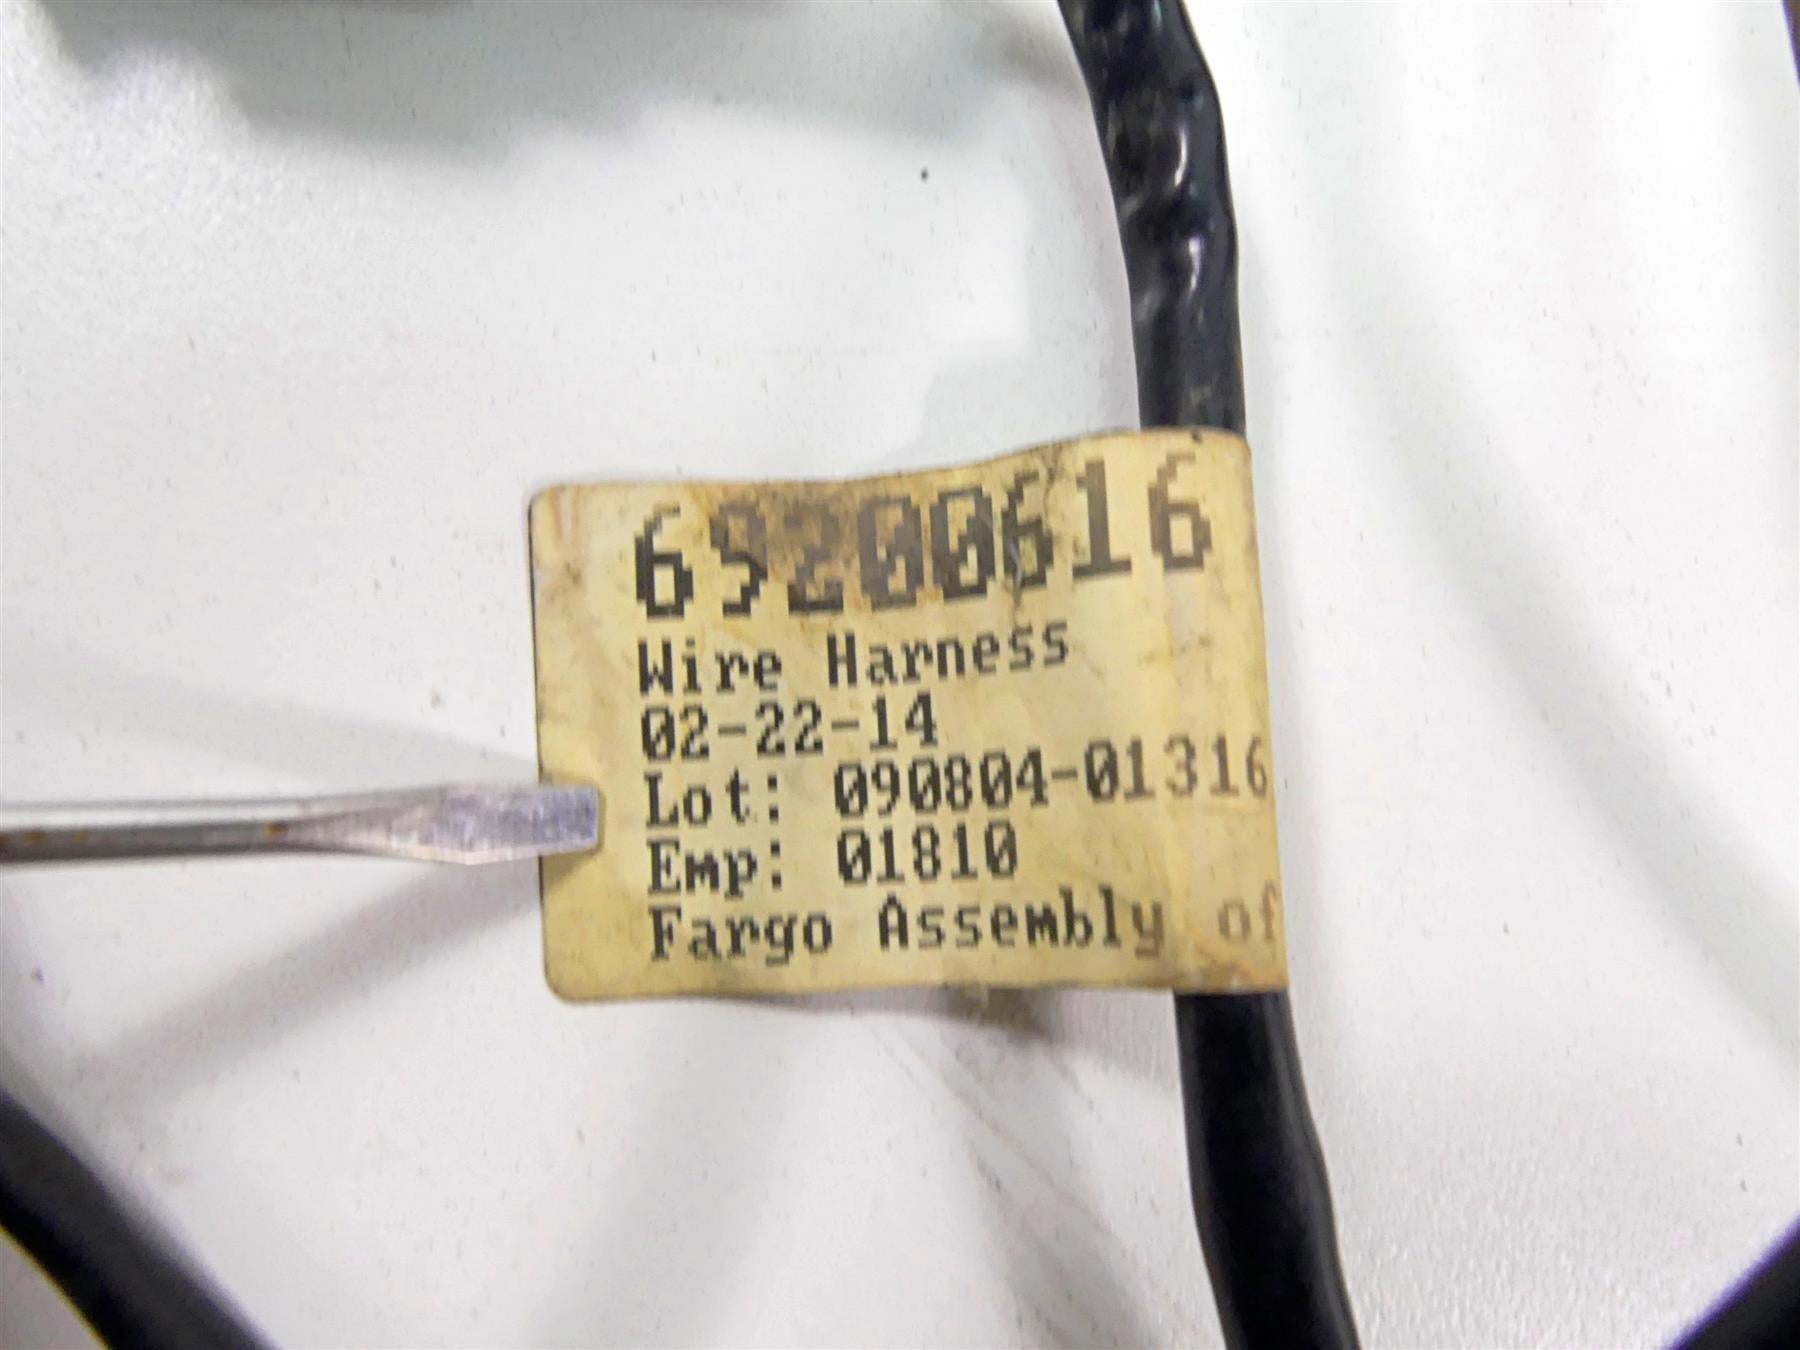 69200616
Wire Harness
02-22-14
Lot: 090804-01316
Emp: 01810
Fargo Assembly of